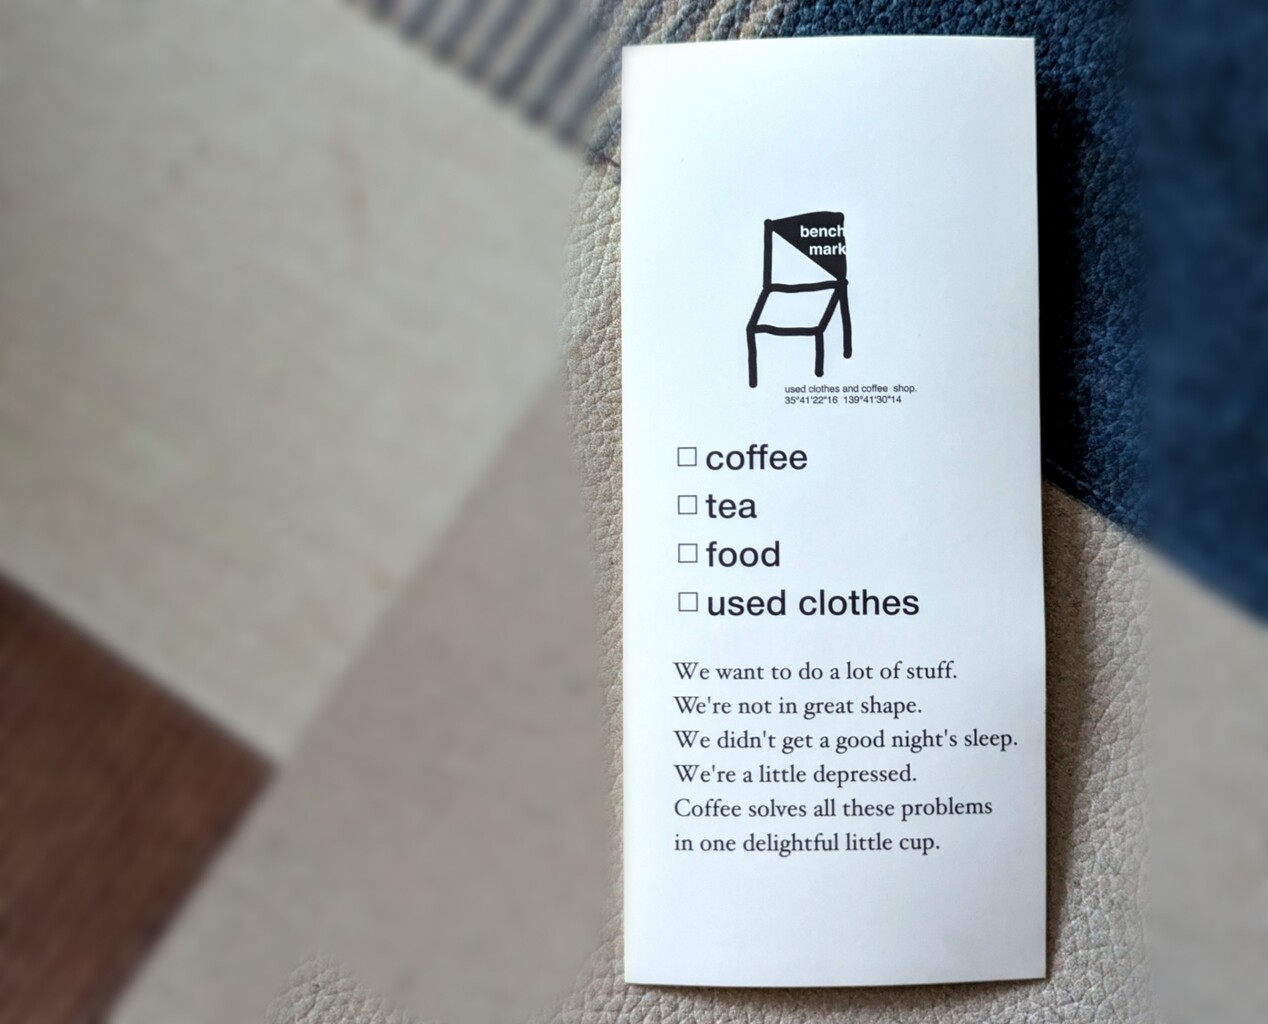 bench
mark
used clothes and coffee shop.
35°41'22"16 139°41'30"14
☐ coffee
☐ tea
☐ food
☐ used clothes
We want to do a lot of stuff.
We're not in great shape.
We didn't get a good night's sleep.
We're a little depressed.
Coffee solves all these problems
in one delightful little cup.